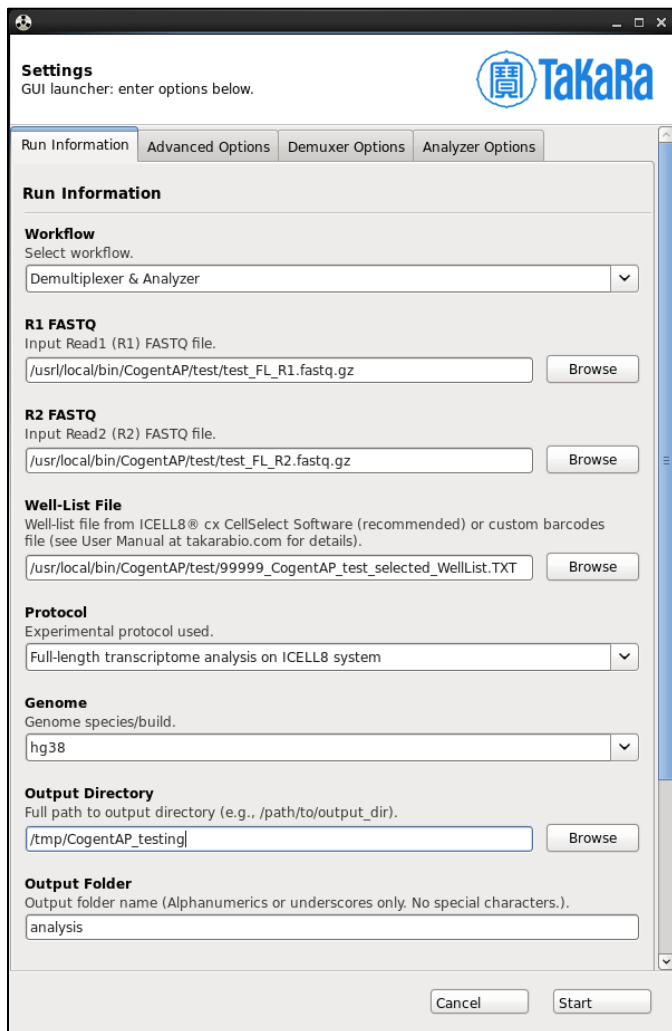 Settings
GUI launcher: enter options below.
寶 TaKaRa
Run Information Advanced Options Demuxer Options Analyzer Options
Run Information
Workflow
Select workflow.
Demultiplexer & Analyzer
R1 FASTQ
Input Read1 (R1) FASTQ file.
/usrl/local/bin/CogentAP/test/test_FL_R1.fastq.gz Browse
R2 FASTQ
Input Read2 (R2) FASTQ file.
/usr/local/bin/CogentAP/test/test_FL_R2.fastq.gz Browse
Well-List File
Well-list file from ICELL8® cx CellSelect Software (recommended) or custom barcodes
file (see User Manual at takarabio.com for details).
/usr/local/bin/CogentAP/test/99999_CogentAP_test_selected_WellList.TXT Browse
Protocol
Experimental protocol used.
Full-length transcriptome analysis on ICELL8 system
Genome
Genome species/build.
hg38
Output Directory
Full path to output directory (e.g., /path/to/output_dir).
/tmp/CogentAP_testing Browse
Output Folder
Output folder name (Alphanumerics or underscores only. No special characters.).
analysis
Cancel Start